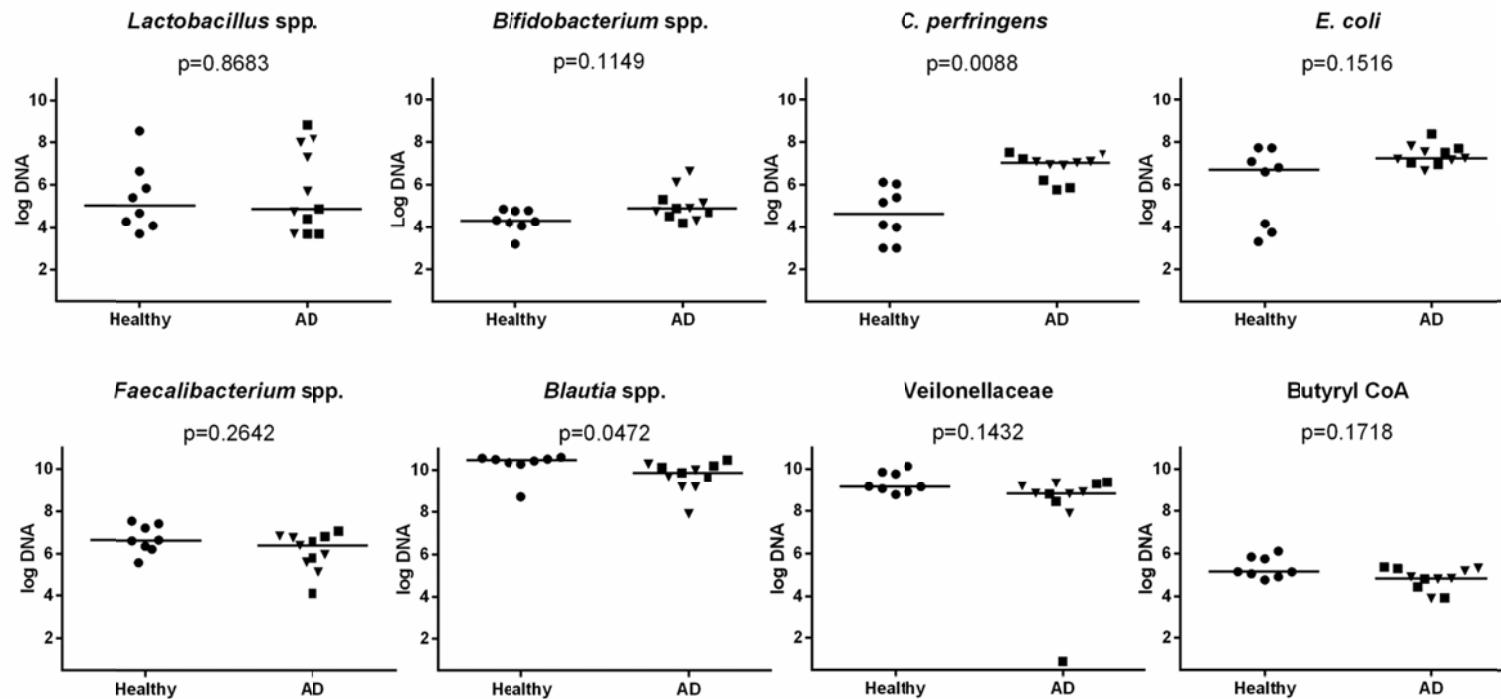 Lactobacillus spp.
p=0.8683
log DNA
10
8
6
4
2
Healthy
AD
Bifidobacterium spp.
p=0.1149
Log DNA
10
8
6
4
2
Healthy
AD
C. perfringens
p=0.0088
log DNA
10
8
6
4
2
Healthy
AD
E. coli
p=0.1516
log DNA
10
8
6
4
2
Healthy
AD
Faecalibacterium spp.
p=0.2642
log DNA
10
8
6
4
2
Healthy
AD
Blautia spp.
p=0.0472
log DNA
10
8
6
4
2
Healthy
AD
Veilonellaceae
p=0.1432
log DNA
10
8
6
4
2
Healthy
AD
Butyryl CoA
p=0.1718
log DNA
10
8
6
4
2
Healthy
AD